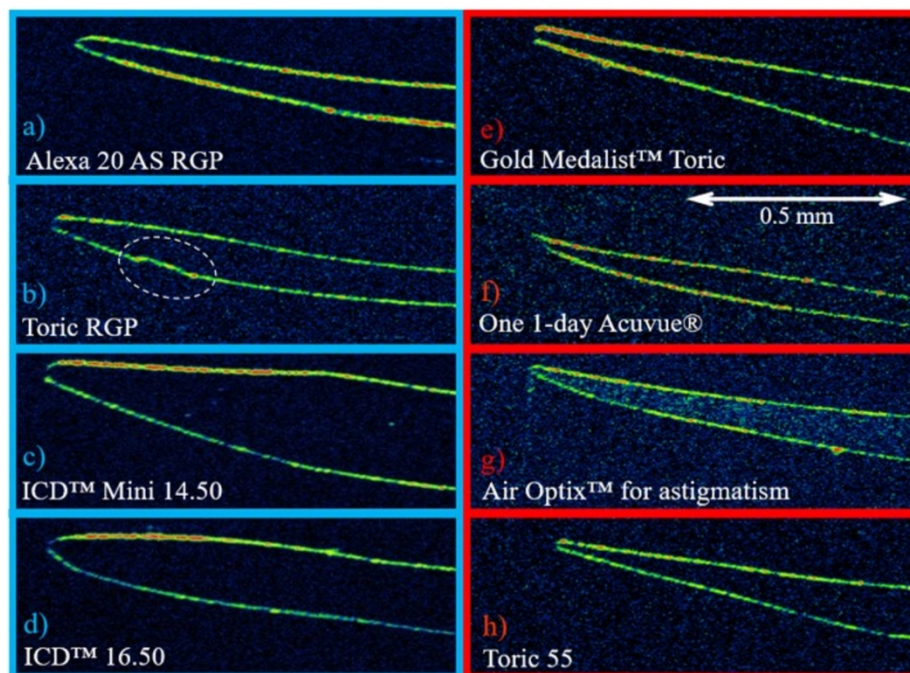 a)
Alexa 20 AS RGP
b)
Toric RGP
c)
ICD™ Mini 14.50
d)
ICD™ 16.50
e)
Gold Medalist™ Toric
0.5 mm
f)
One 1-day Acuvue®
g)
Air Optix™ for astigmatism
h)
Toric 55